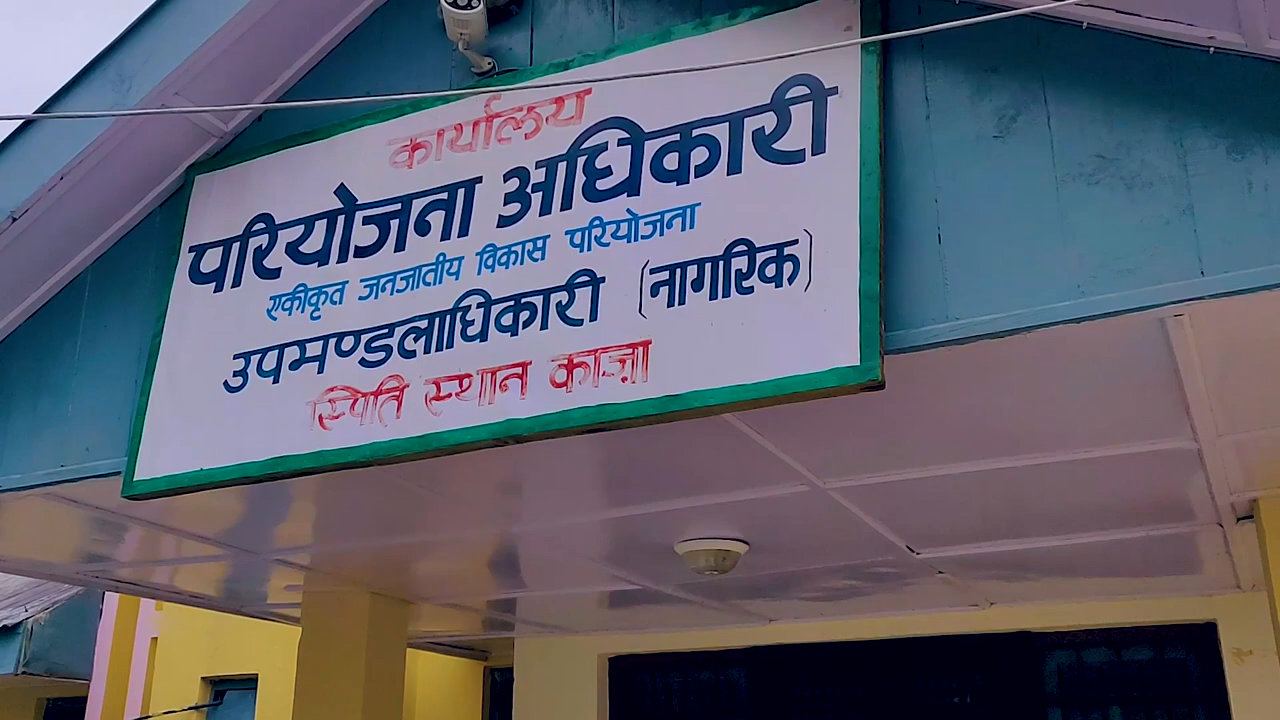 कार्यालय
परियोजना अधिकारी
एकीकृत जनजातीय विकास परियोजना
उपमण्डलाधिकारी (नागरिक)
स्पिति स्थान काज़ा